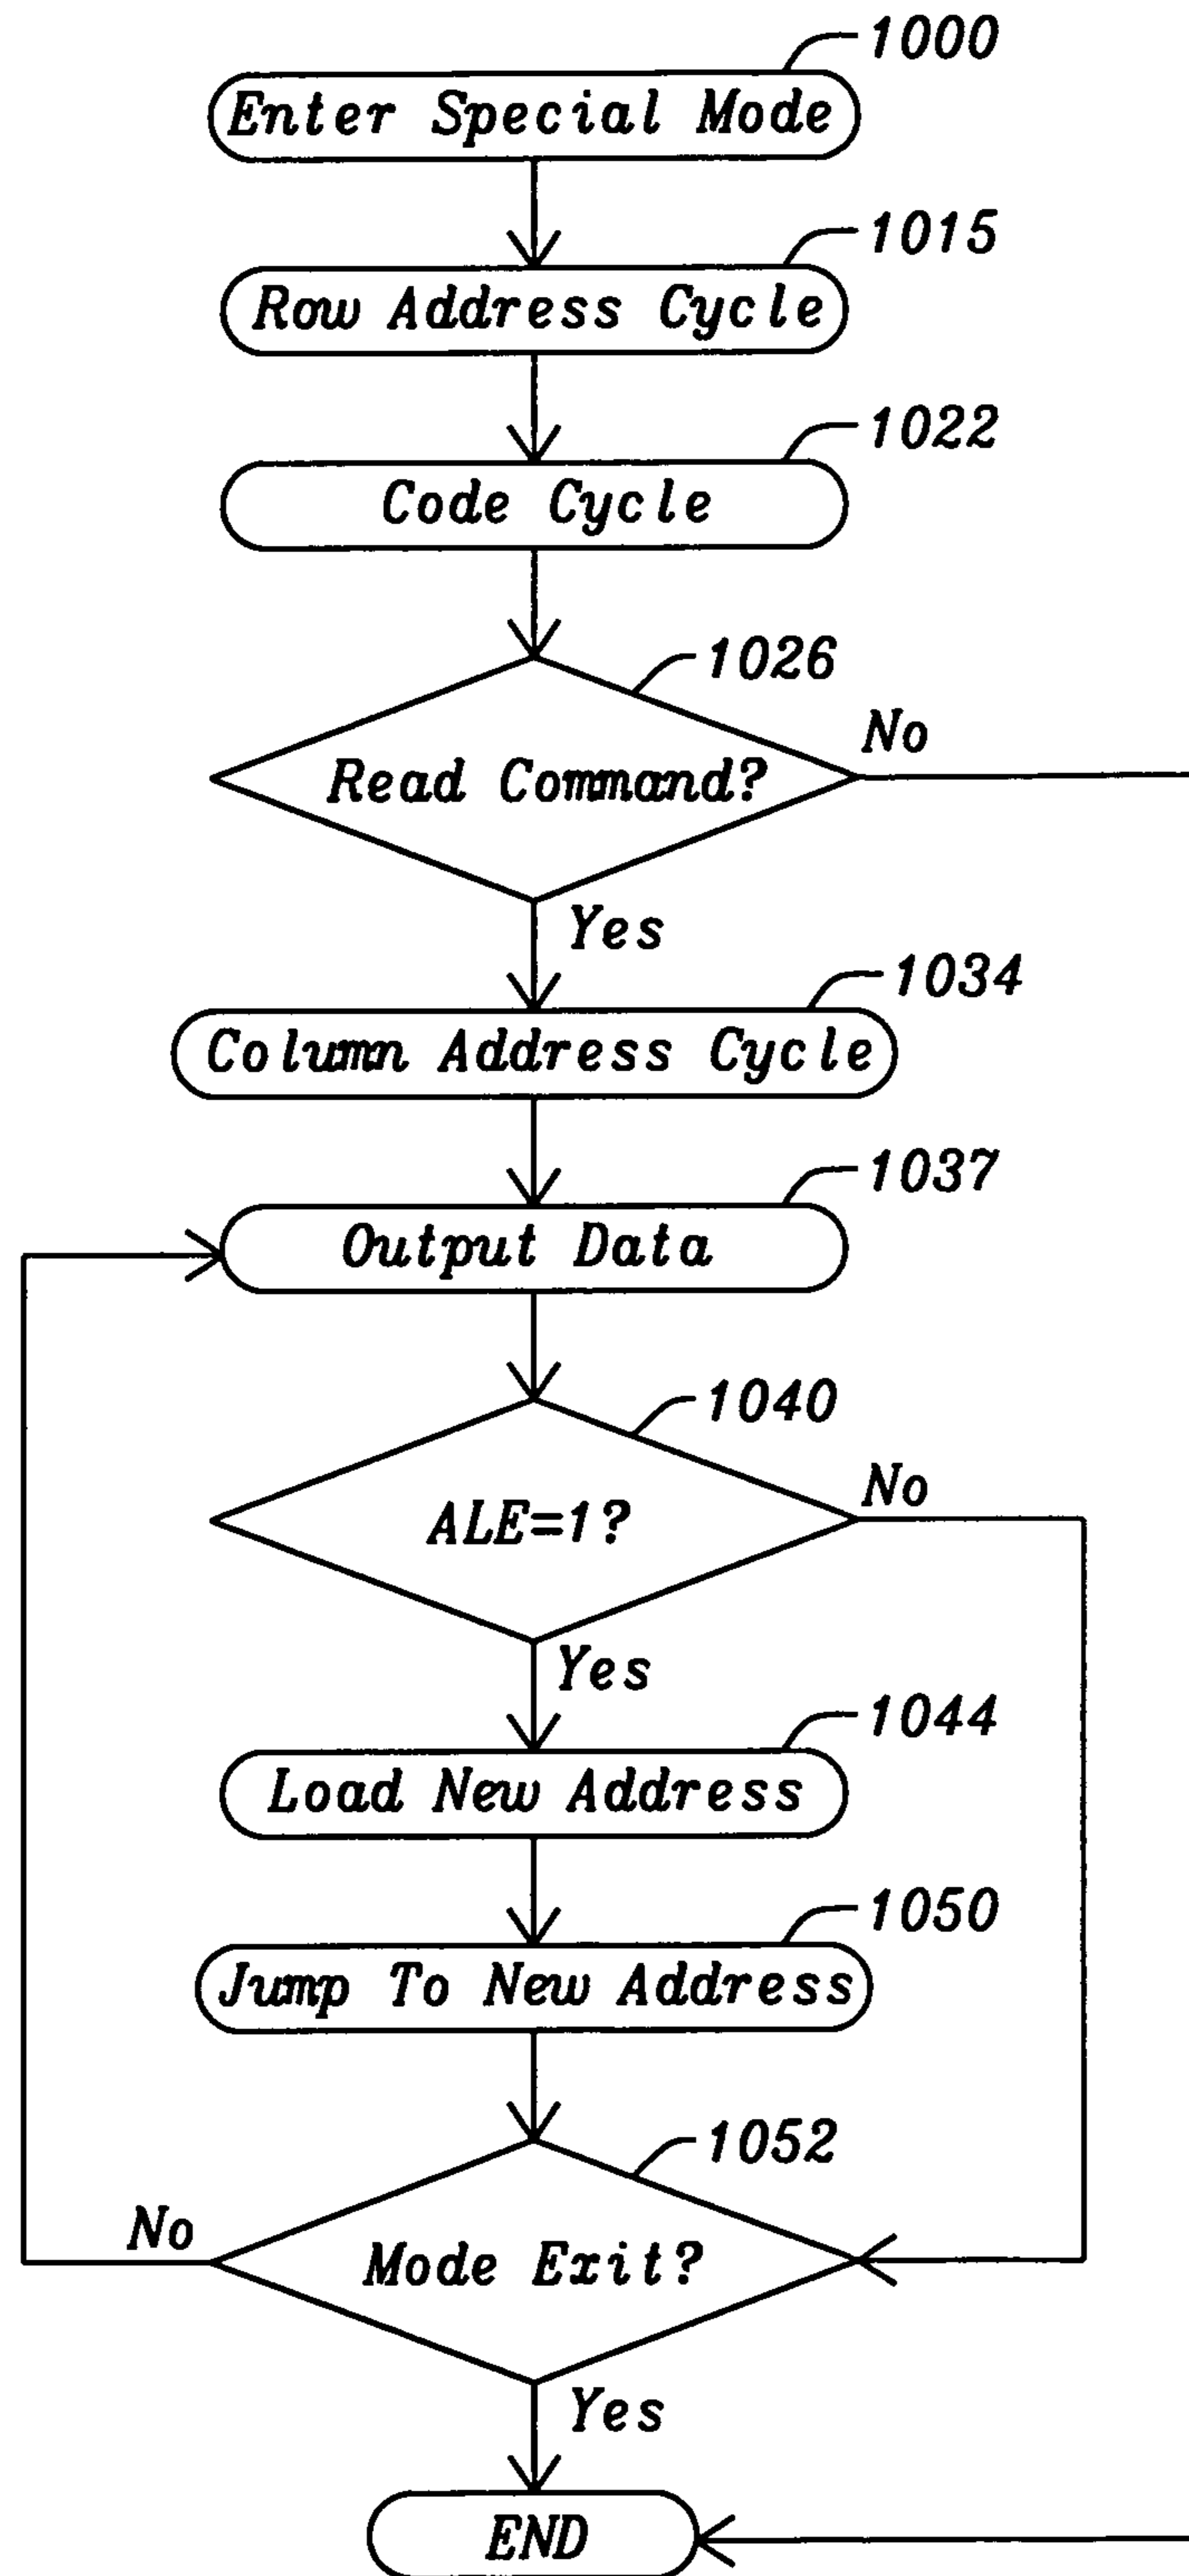 1000
Enter Special Mode
1015
Row Address Cycle
1022
Code Cycle
1026
No
Read Command?
Yes
1034
Column Address Cycle
1037
Output Data
1040
No
ALE=1?
Yes
1044
Load New Address
1050
Jump To New Address
1052
No
Mode Exit?
Yes
END